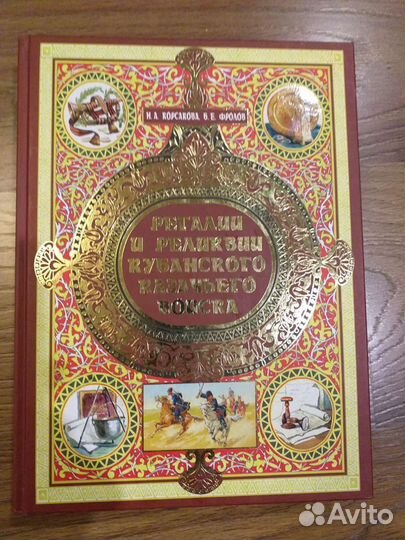 Н. А. КОРСАКОВА, Б. Е. ФРОЛОВ
РЕГАЛИИ
И РЕЛИКВИИ
КУБАНСКОГО
КАЗАЧЬЕГО
ВОЙСКА
Avito